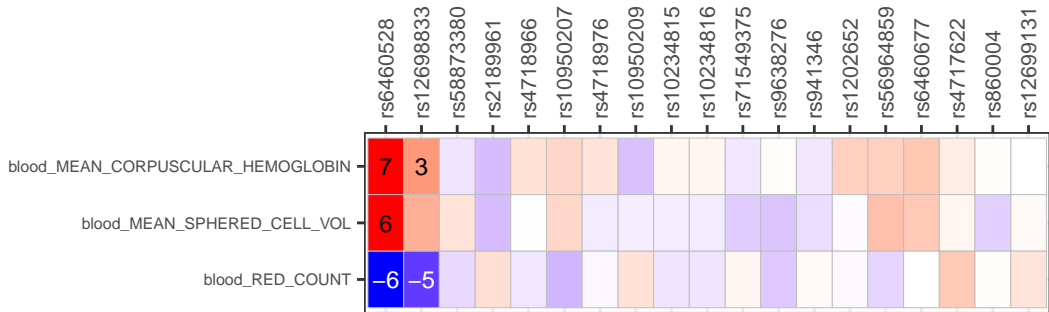 rs6460528
rs12698833
rs58873380
rs2189961
rs4718966
rs10950207
rs4718976
rs10950209
rs10234815
rs10234816
rs71549375
rs9638276
rs941346
rs1202652
rs56964859
rs6460677
rs4717622
rs860004
rs12699131
blood_MEAN_CORPUSCULAR_HEMOGLOBIN 7 3
blood_MEAN_SPHERED_CELL_VOL 6
blood_RED_COUNT −6 −5